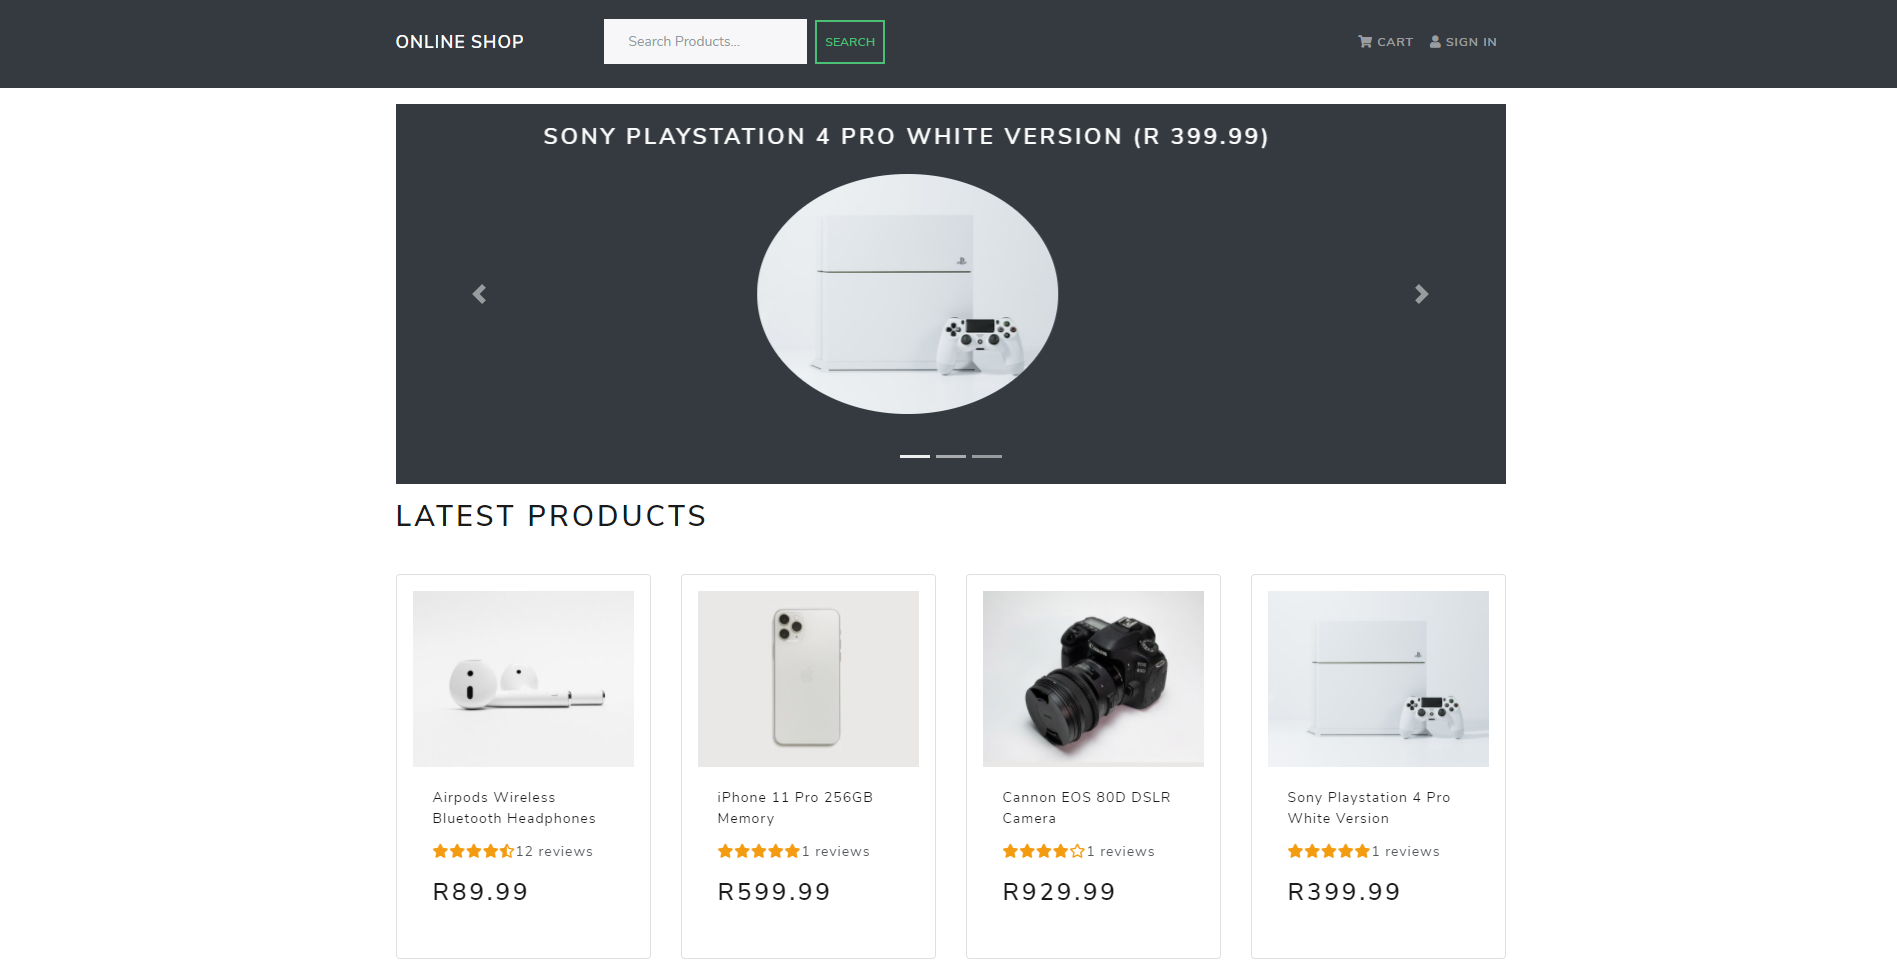 ONLINE SHOP
Search Products...
SEARCH
CART
SIGN IN
SONY PLAYSTATION 4 PRO WHITE VERSION (R 399.99)
LATEST PRODUCTS
Airpods Wireless
Bluetooth Headphones
12 reviews
R89.99
iPhone 11 Pro 256GB
Memory
1 reviews
R599.99
Cannon EOS 80D DSLR
Camera
1 reviews
R929.99
Sony Playstation 4 Pro
White Version
1 reviews
R399.99